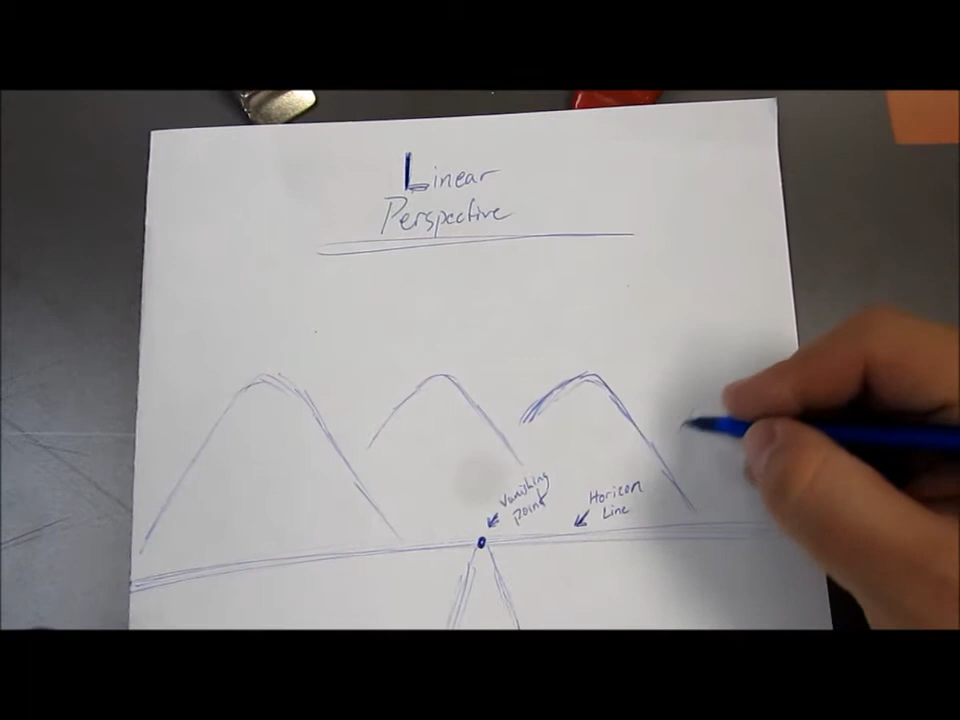 Linear
Perspective
Vanishing
point
Horizon
Line